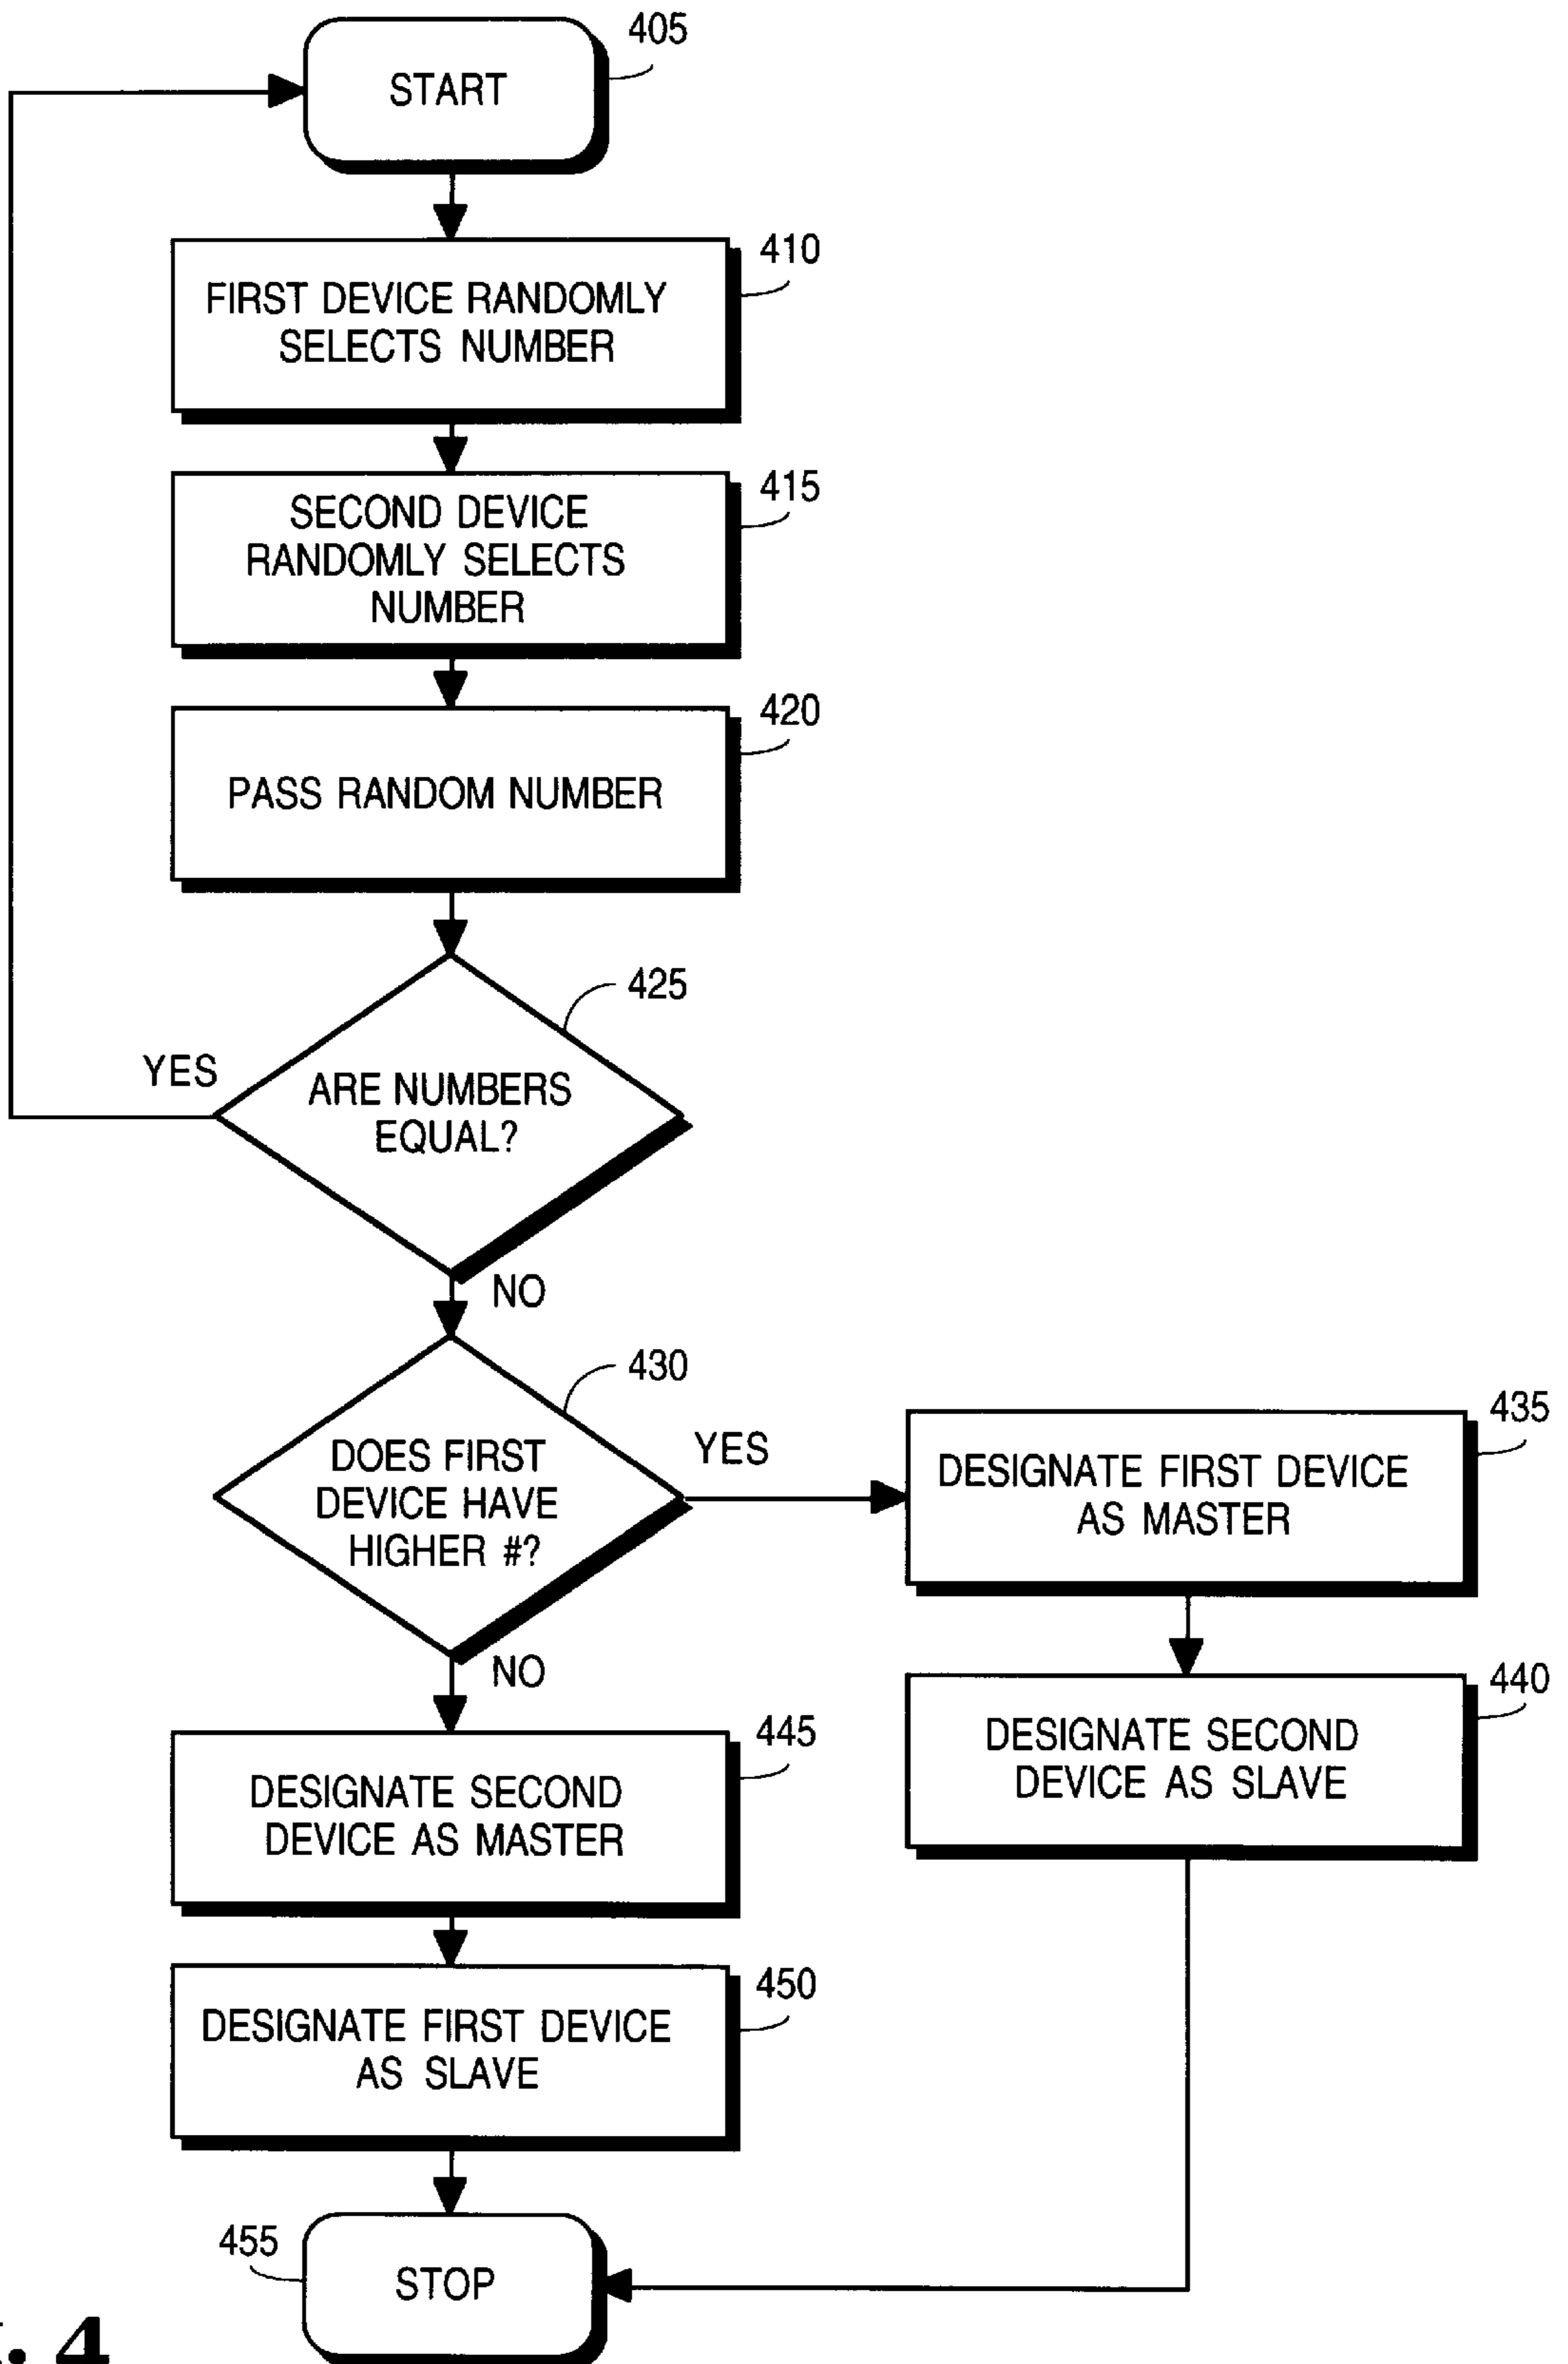 START
405
FIRST DEVICE RANDOMLY
SELECTS NUMBER
410
SECOND DEVICE
RANDOMLY SELECTS
NUMBER
415
PASS RANDOM NUMBER
420
ARE NUMBERS
EQUAL?
425
YES
NO
DOES FIRST
DEVICE HAVE
HIGHER #?
430
YES
NO
DESIGNATE FIRST DEVICE
AS MASTER
435
DESIGNATE SECOND
DEVICE AS SLAVE
440
DESIGNATE SECOND
DEVICE AS MASTER
445
DESIGNATE FIRST DEVICE
AS SLAVE
450
STOP
455
. 4